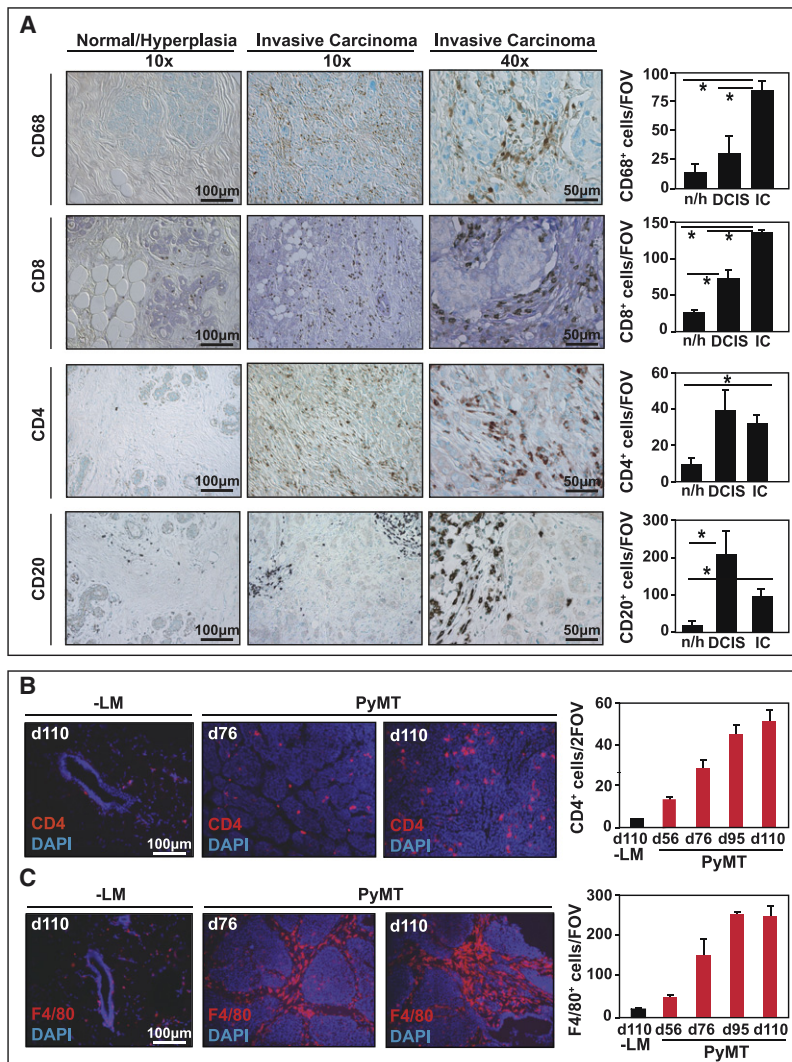 A
Normal/Hyperplasia
Invasive Carcinoma
Invasive Carcinoma
10x
10x
40x
CD68
100µm
100µm
50µm
CD68+ cells/FOV
100
75
50
25
0
*
*
n/h DCIS IC
CD8
100µm
100µm
50µm
CD8+ cells/FOV
150
100
50
0
*
*
*
n/h DCIS IC
CD4
100µm
100µm
50µm
CD4+ cells/FOV
60
40
20
0
*
n/h DCIS IC
CD20
100µm
100µm
50µm
CD20+ cells/FOV
300
200
100
0
*
*
n/h DCIS IC
B
-LM
PyMT
d110
CD4
DAPI
100µm
d76
CD4
DAPI
d110
CD4
DAPI
CD4+ cells/2FOV
60
40
20
0
d110 d56 d76 d95 d110
-LM PyMT
C
-LM
PyMT
d110
F4/80
DAPI
100µm
d76
F4/80
DAPI
d110
F4/80
DAPI
F4/80+ cells/FOV
300
200
100
0
d110 d56 d76 d95 d110
-LM PyMT